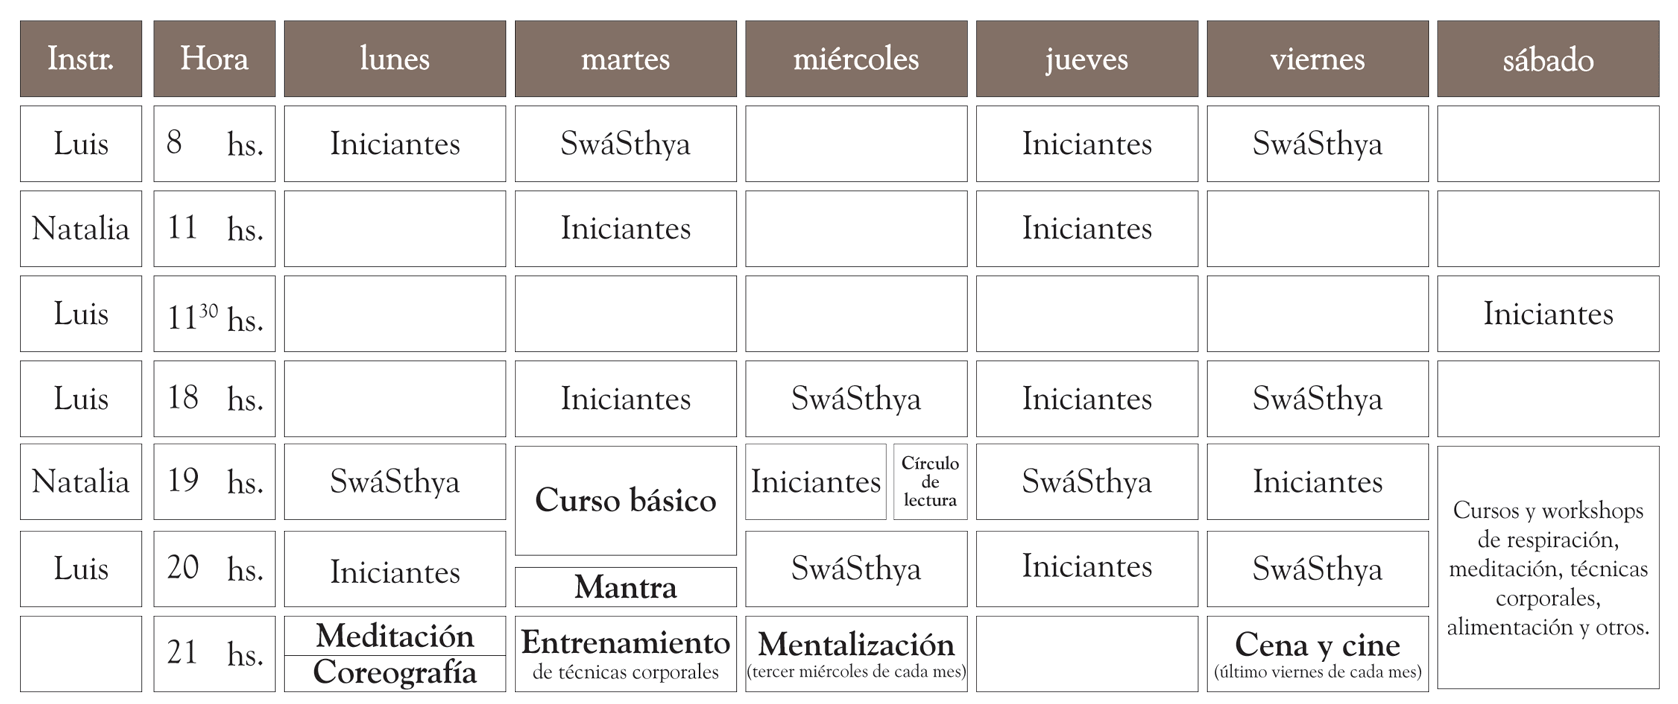 Instr. Hora lunes martes miércoles jueves viernes sábado
Luis 8 hs. Iniciantes SwáSthya Iniciantes SwáSthya
Natalia 11 hs. Iniciantes Iniciantes
Luis 11³⁰ hs. Iniciantes
Luis 18 hs. Iniciantes SwáSthya Iniciantes SwáSthya
Natalia 19 hs. SwáSthya
Curso básico
Iniciantes
Círculo
de
lectura
SwáSthya Iniciantes
Luis 20 hs. Iniciantes
Mantra
SwáSthya Iniciantes SwáSthya
21 hs.
Meditación
Coreografía
Entrenamiento
de técnicas corporales
Mentalización
(tercer miércoles de cada mes)
Cena y cine
(último viernes de cada mes)
Cursos y workshops
de respiración,
meditación, técnicas
corporales,
alimentación y otros.